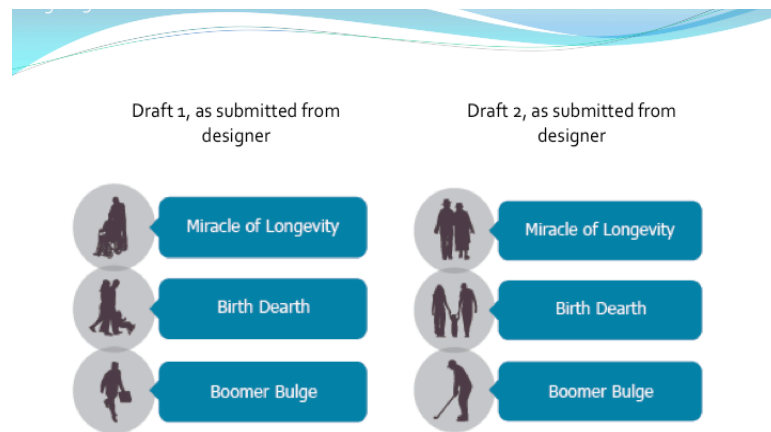 Draft 1, as submitted from
designer
Draft 2, as submitted from
designer
Miracle of Longevity
Birth Dearth
Boomer Bulge
Miracle of Longevity
Birth Dearth
Boomer Bulge